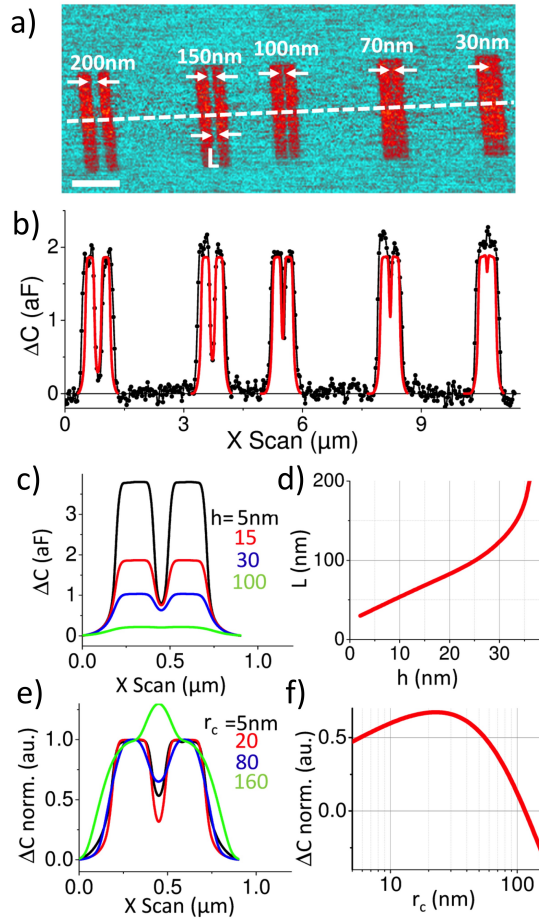 a)
200nm
150nm
100nm
70nm
30nm
L
b)
ΔC (aF)
2
1
0
0
3
6
9
X Scan (μm)
c)
ΔC (aF)
3
2
1
0
h= 5nm
15
30
100
0.0
0.5
1.0
X Scan (μm)
d)
L (nm)
200
100
0
0
10
20
30
h (nm)
e)
ΔC norm. (au.)
1.0
0.75
0.5
0.25
0.0
r_c =5nm
20
80
160
0.0
0.5
1.0
X Scan (μm)
f)
ΔC norm. (au.)
0.5
0.0
10
100
r_c (nm)